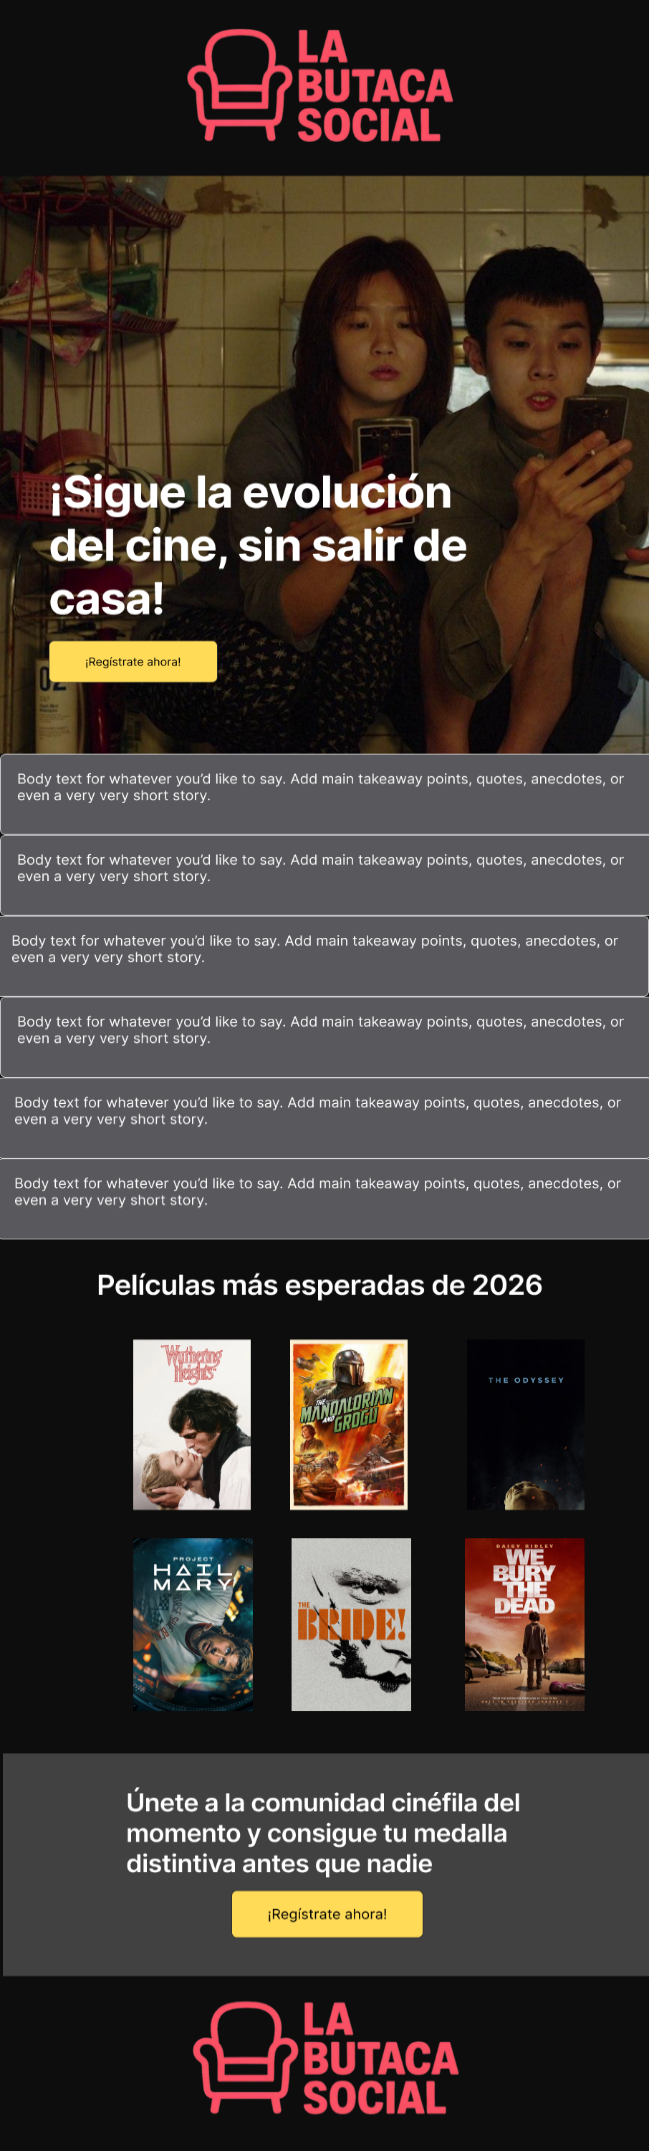 LA
BUTACA
SOCIAL
¡Sigue la evolución
del cine, sin salir de
casa!
¡Regístrate ahora!
02
Body text for whatever you’d like to say. Add main takeaway points, quotes, anecdotes, or
even a very very short story.
Body text for whatever you’d like to say. Add main takeaway points, quotes, anecdotes, or
even a very very short story.
Body text for whatever you’d like to say. Add main takeaway points, quotes, anecdotes, or
even a very very short story.
Body text for whatever you’d like to say. Add main takeaway points, quotes, anecdotes, or
even a very very short story.
Body text for whatever you’d like to say. Add main takeaway points, quotes, anecdotes, or
even a very very short story.
Body text for whatever you’d like to say. Add main takeaway points, quotes, anecdotes, or
even a very very short story.
Películas más esperadas de 2026
"Wuthering
Heights"
THE
MANDALORIAN
AND
GROGU
THE ODYSSEY
PROJECT
HAIL
MARY
THE
BRIDE!
DAISY RIDLEY
WE
BURY
THE
DEAD
Únete a la comunidad cinéfila del
momento y consigue tu medalla
distintiva antes que nadie
¡Regístrate ahora!
LA
BUTACA
SOCIAL